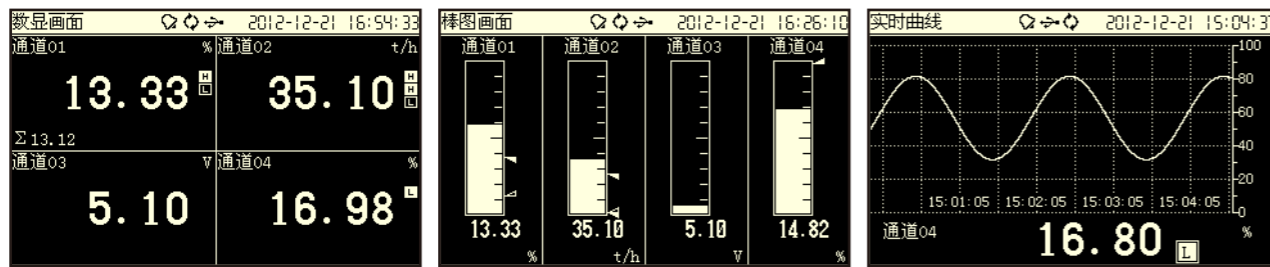 数显画面 2012-12-21 16:54:33
通道01 % 通道02 t/h
13.33 H L 35.10 H H L
Σ13.12
通道03 V 通道04 %
5.10 16.98 L
棒图画面 2012-12-21 16:26:10
通道01 通道02 通道03 通道04
13.33 35.10 5.10 14.82
% t/h V %
实时曲线 2012-12-21 15:04:3
100
80
60
40
20
15:01:05 15:02:05 15:03:05 15:04:05
0
通道04 %
16.80 L